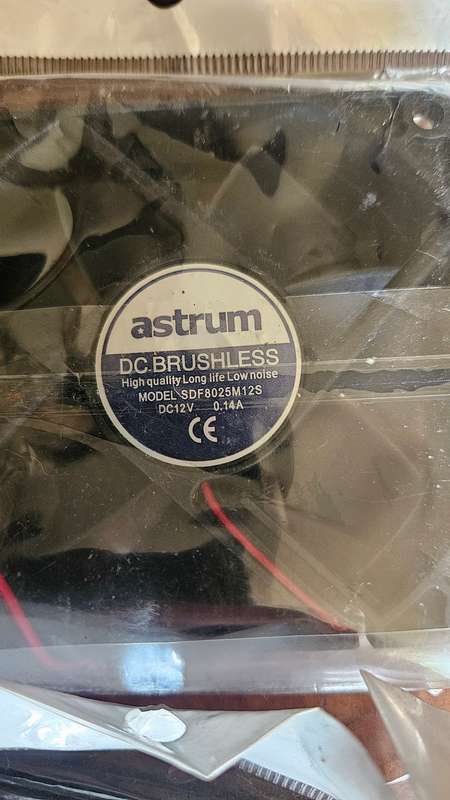 astrum
DC.BRUSHLESS
High quality Long life Low noise
MODEL SDF8025M12S
DC12V 0.14A
CE